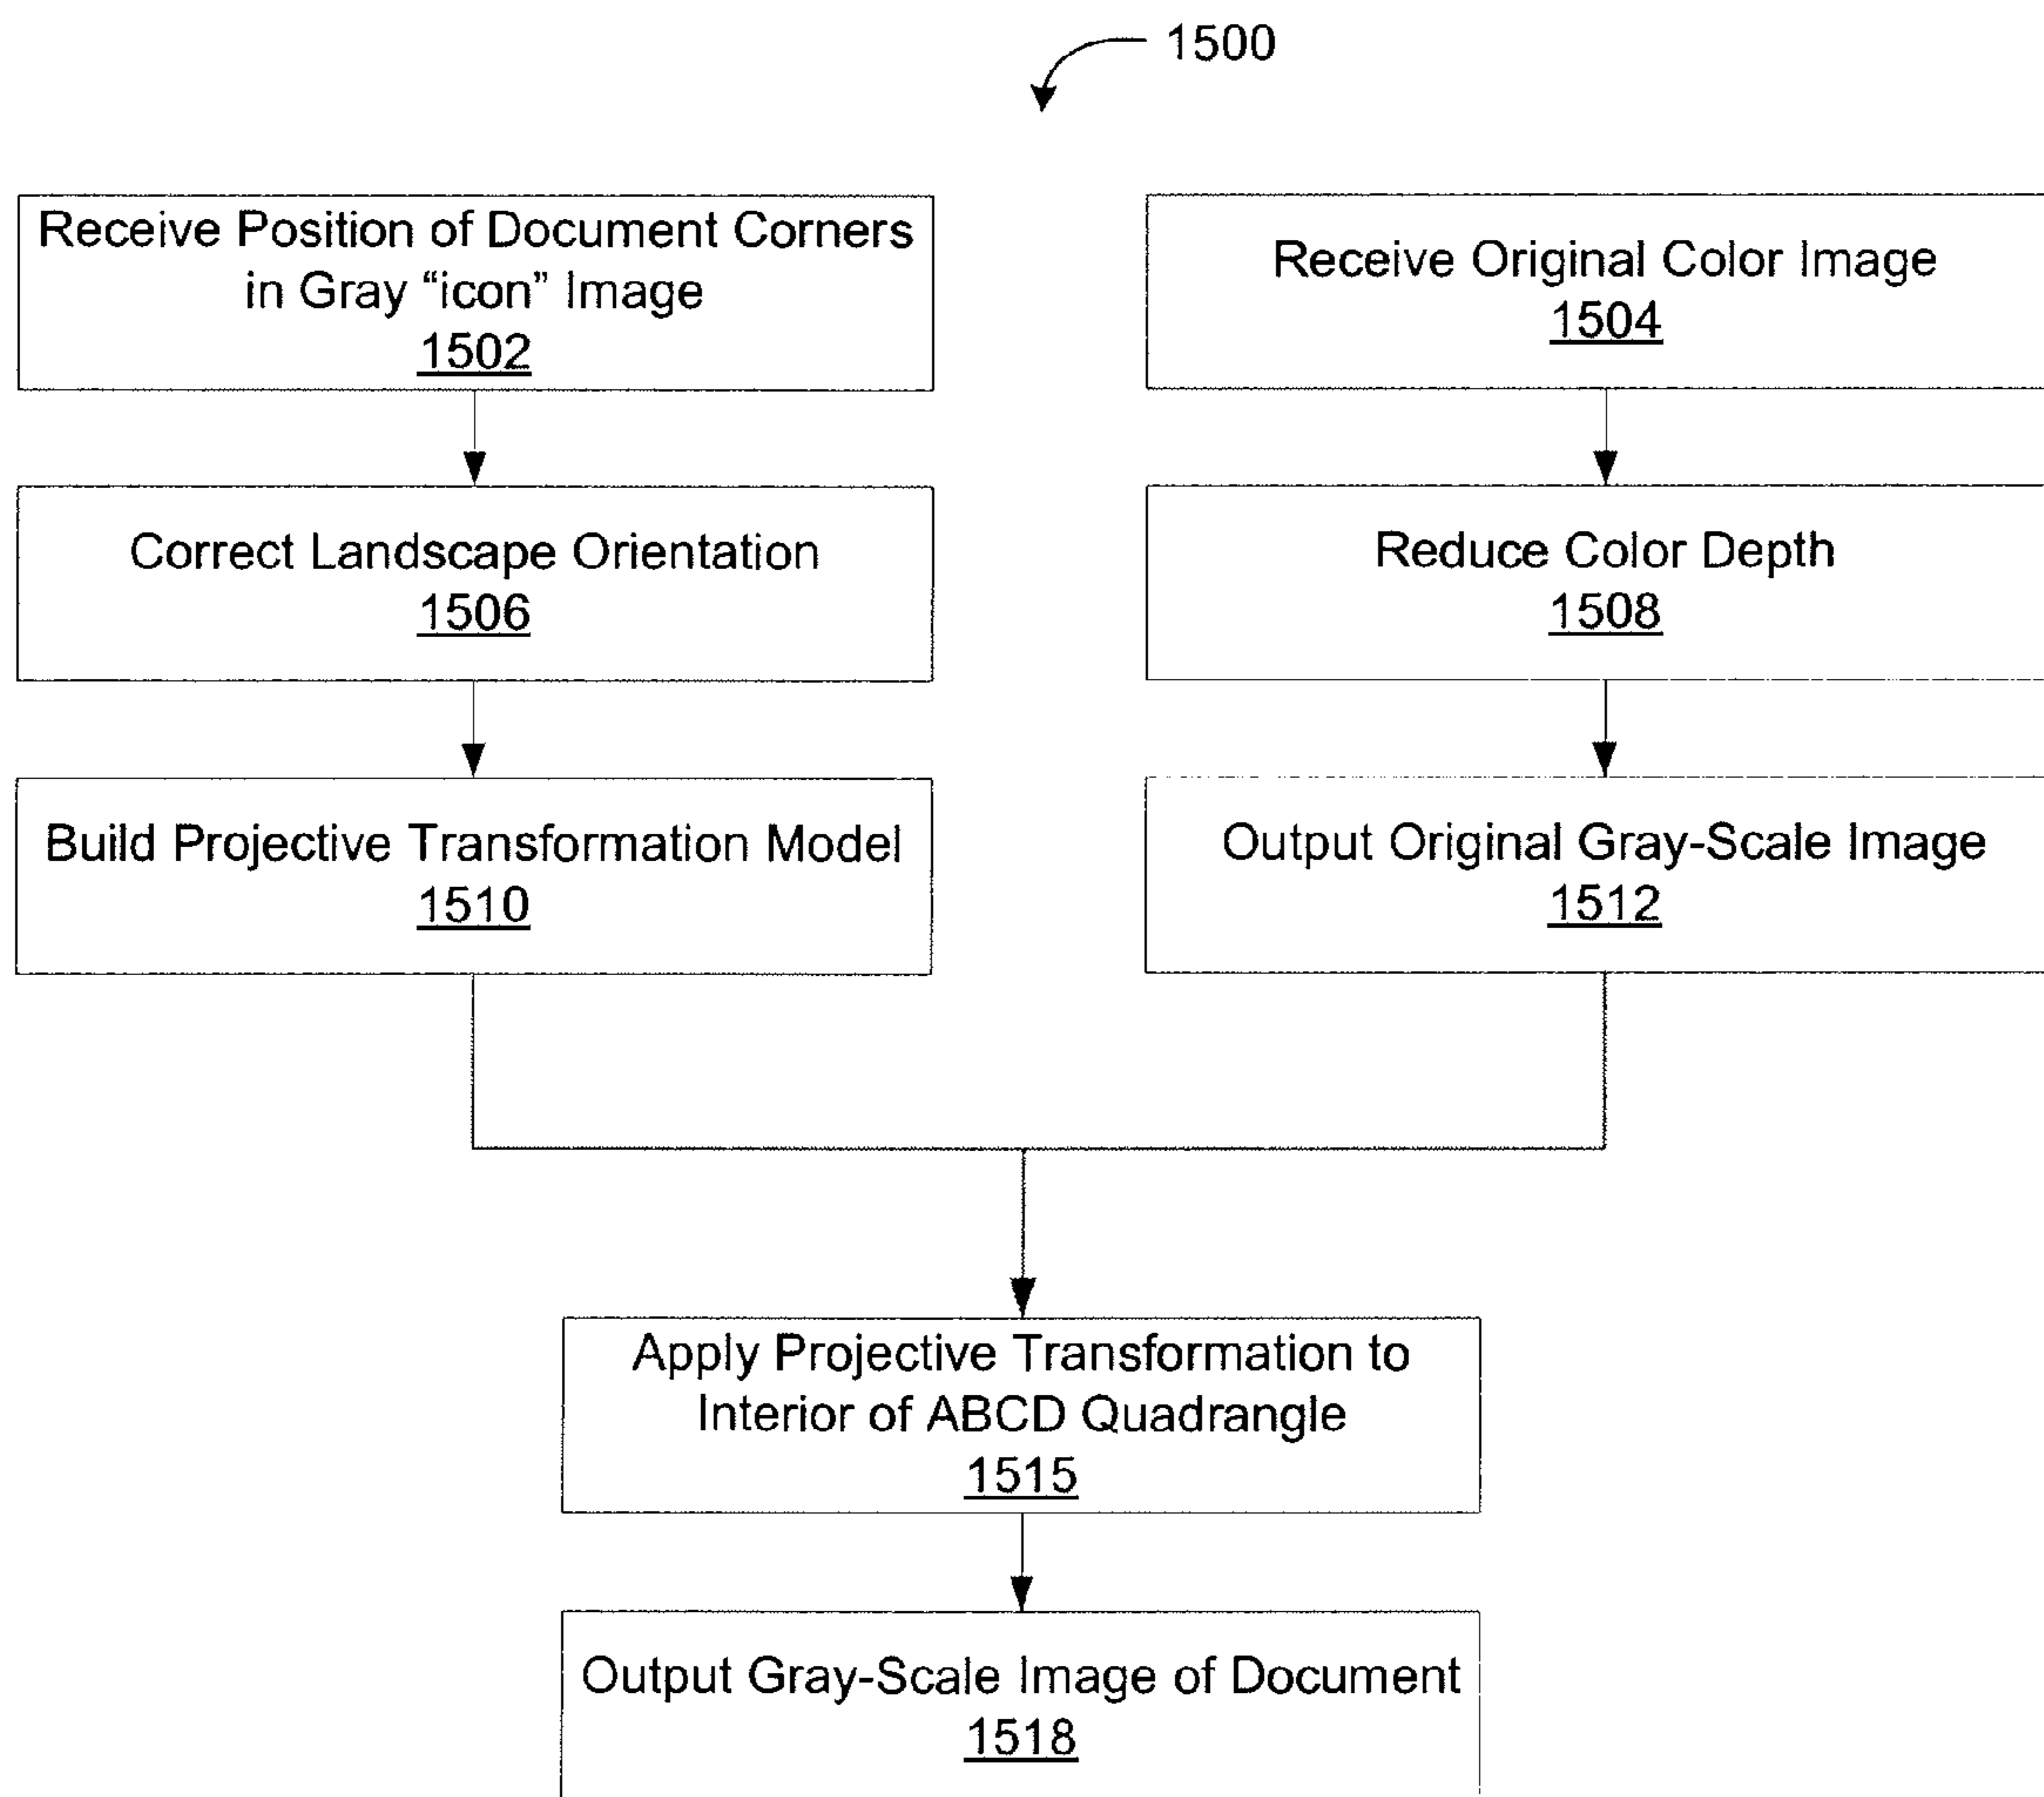 1500
Receive Position of Document Corners
in Gray “icon” Image
1502
Receive Original Color Image
1504
Correct Landscape Orientation
1506
Reduce Color Depth
1508
Build Projective Transformation Model
1510
Output Original Gray-Scale Image
1512
Apply Projective Transformation to
Interior of ABCD Quadrangle
1515
Output Gray-Scale Image of Document
1518